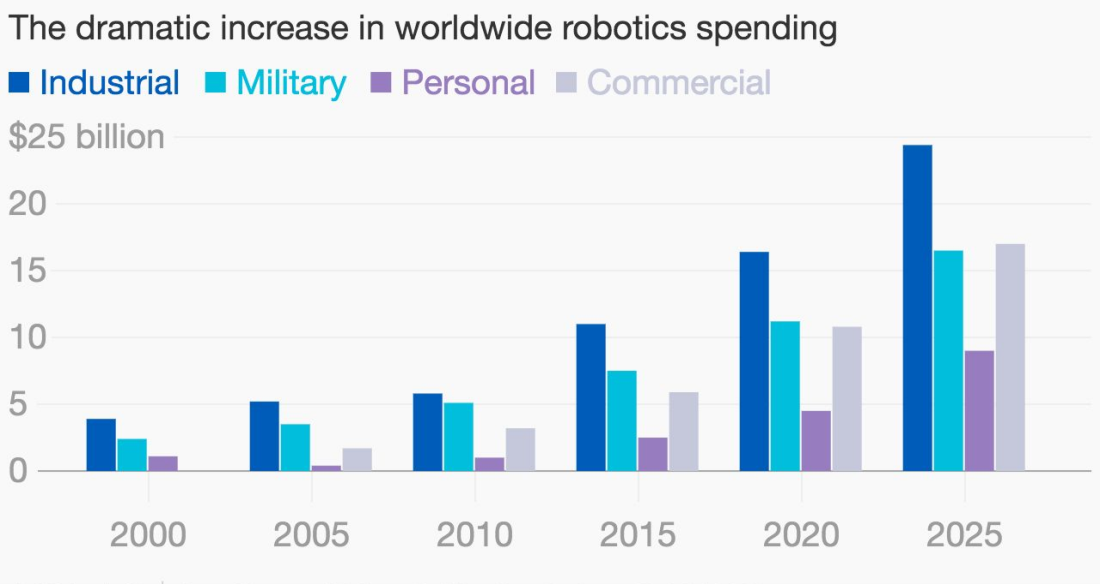 The dramatic increase in worldwide robotics spending
Industrial Military Personal Commercial
$25 billion
20
15
10
5
0
2000 2005 2010 2015 2020 2025